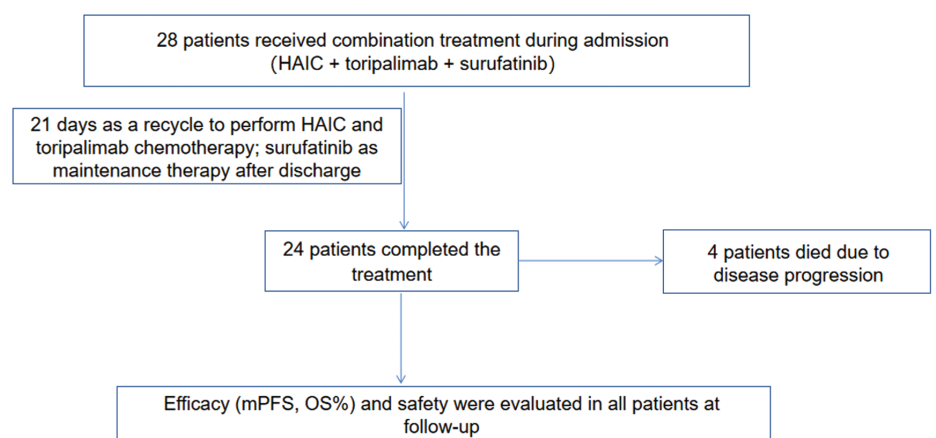 28 patients received combination treatment during admission
(HAIC + toripalimab + surufatinib)
21 days as a recycle to perform HAIC and
toripalimab chemotherapy; surufatinib as
maintenance therapy after discharge
24 patients completed the
treatment
4 patients died due to
disease progression
Efficacy (mPFS, OS%) and safety were evaluated in all patients at
follow-up